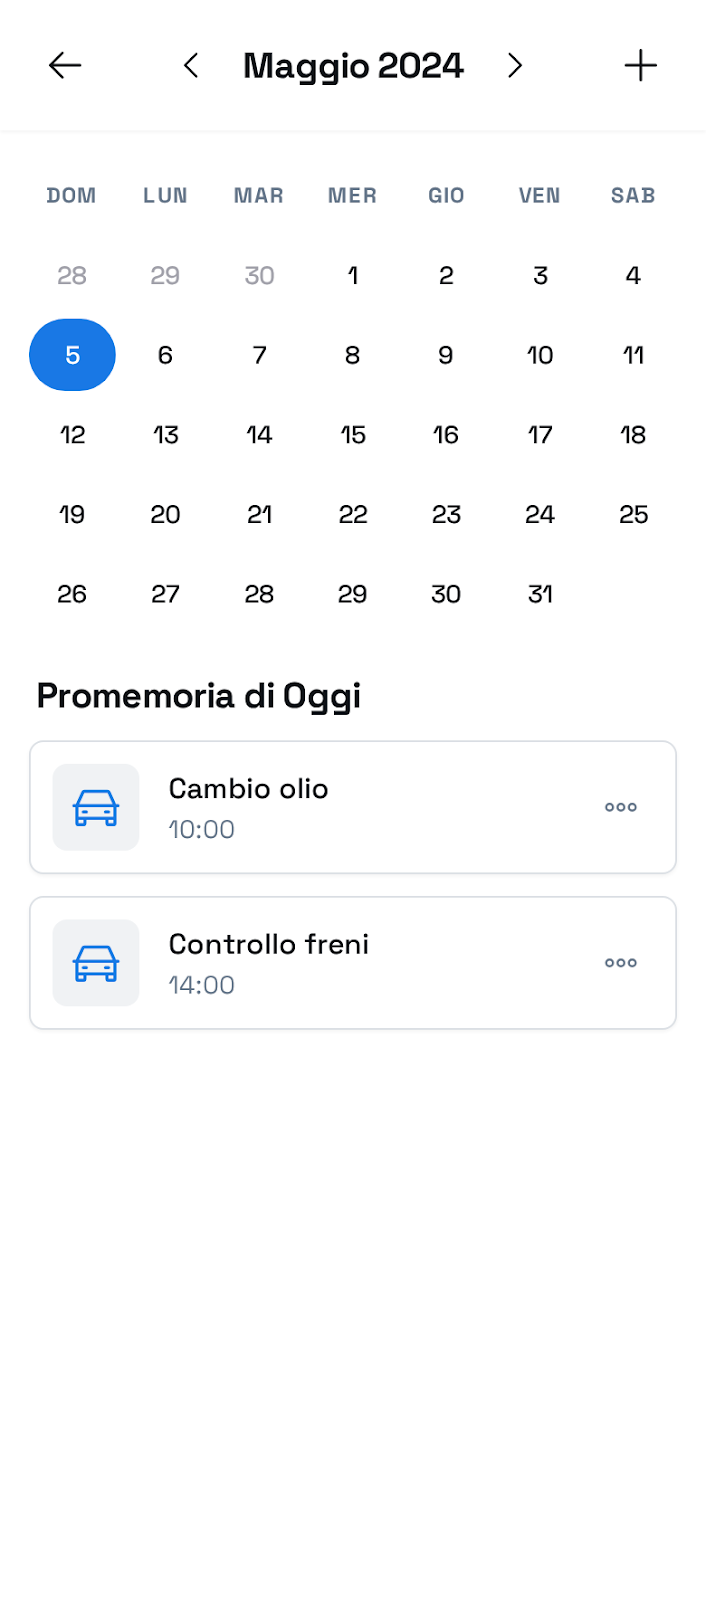 Maggio 2024
DOM LUN MAR MER GIO VEN SAB
28 29 30 1 2 3 4
5 6 7 8 9 10 11
12 13 14 15 16 17 18
19 20 21 22 23 24 25
26 27 28 29 30 31
Promemoria di Oggi
Cambio olio
10:00
Controllo freni
14:00